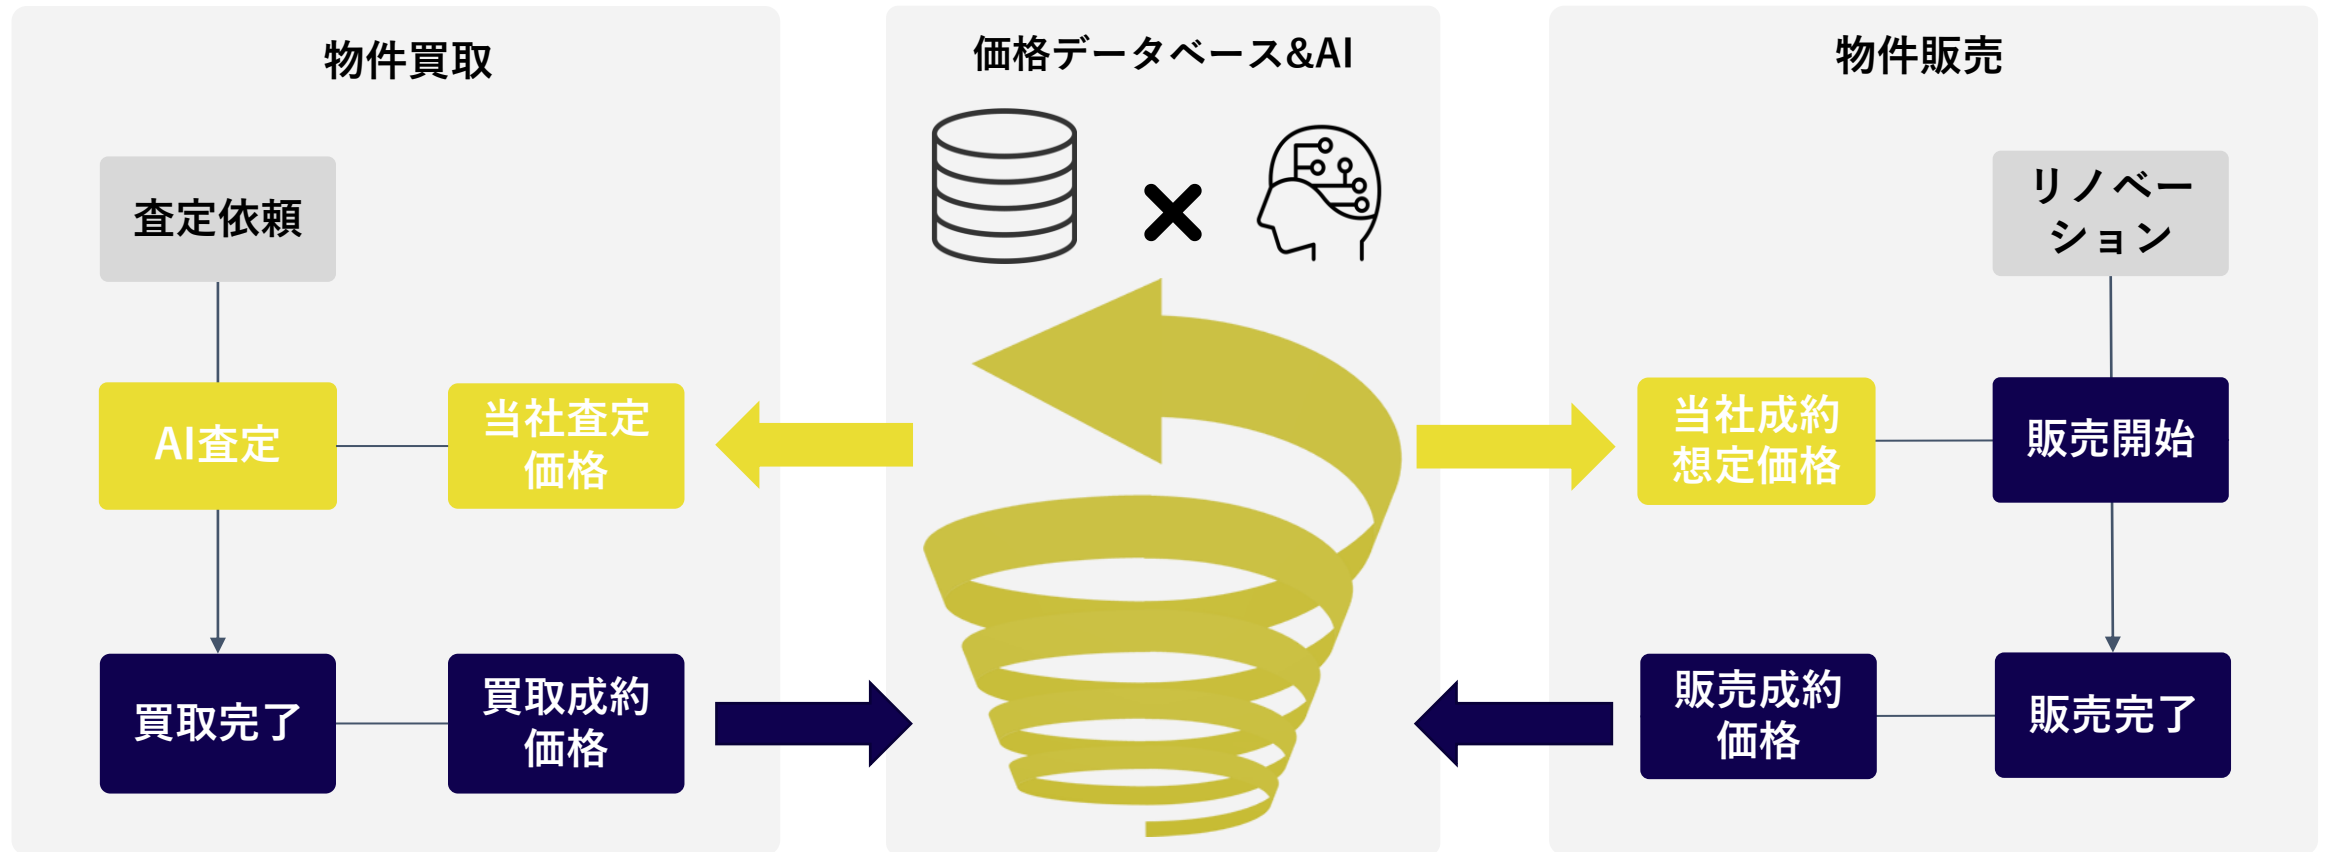 物件買取
査定依頼
AI査定
当社査定
価格
買取完了
買取成約
価格
価格データベース&AI
物件販売
リノベー
ション
当社成約
想定価格
販売開始
販売成約
価格
販売完了